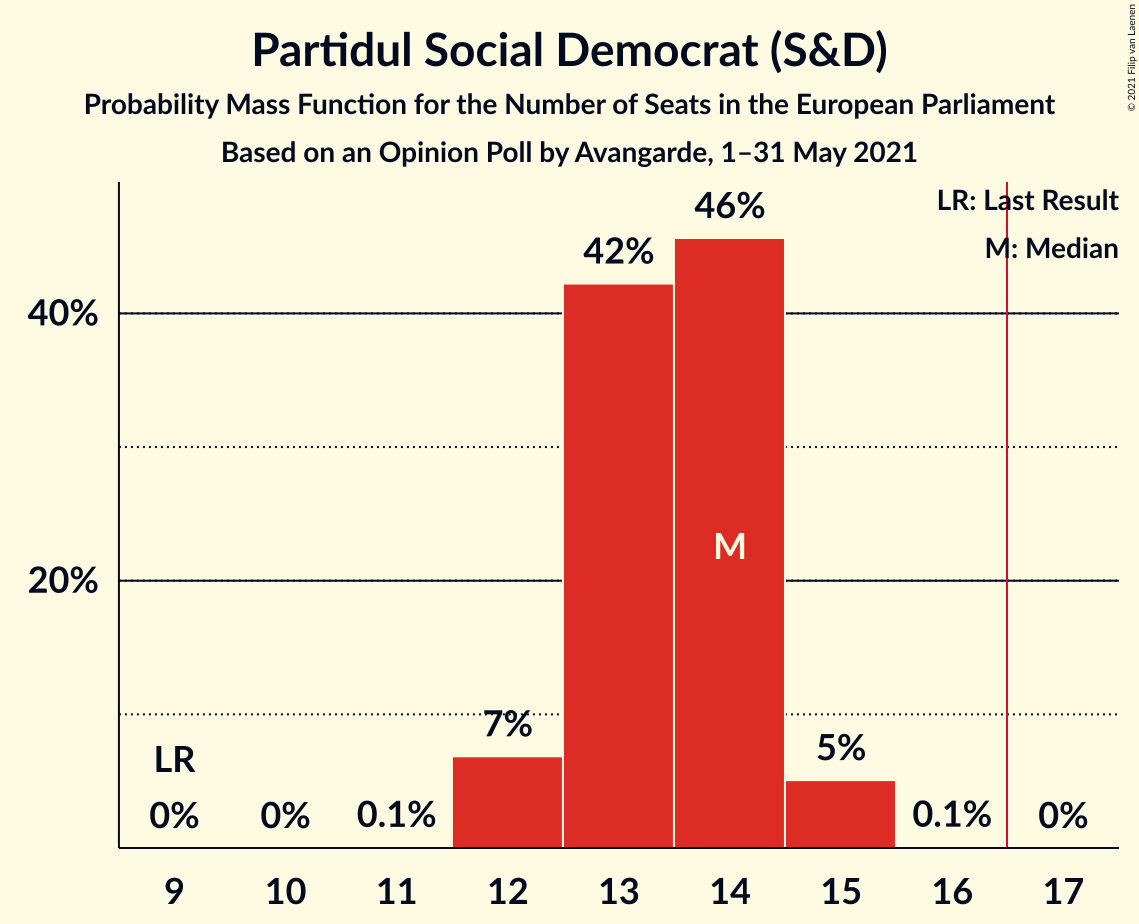 Partidul Social Democrat (S&D)
Probability Mass Function for the Number of Seats in the European Parliament
Based on an Opinion Poll by Avangarde, 1–31 May 2021
© 2021 Filip van Laenen
LR: Last Result
M: Median
46%
42%
40%
M
20%
7%
5%
LR
0%
0%
0.1%
0.1%
0%
9 10 11 12 13 14 15 16 17